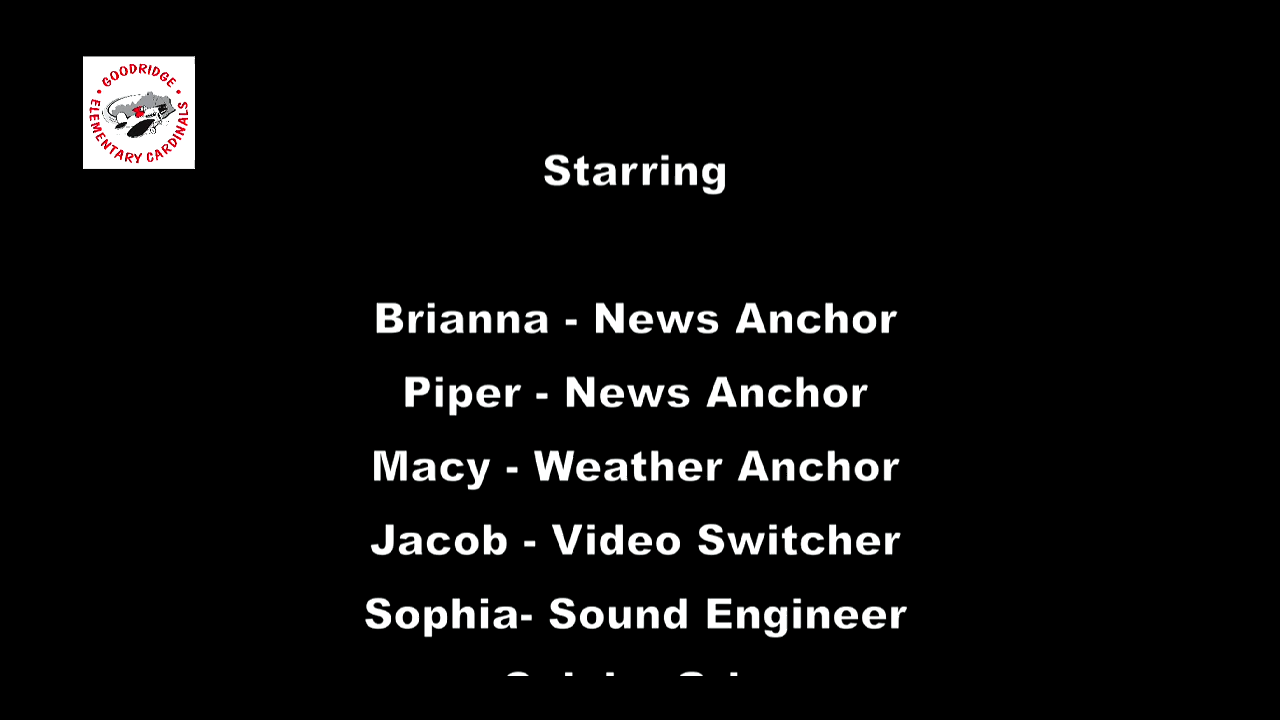 GOODRIDGE
ELEMENTARY CARDINALS
Starring
Brianna - News Anchor
Piper - News Anchor
Macy - Weather Anchor
Jacob - Video Switcher
Sophia- Sound Engineer